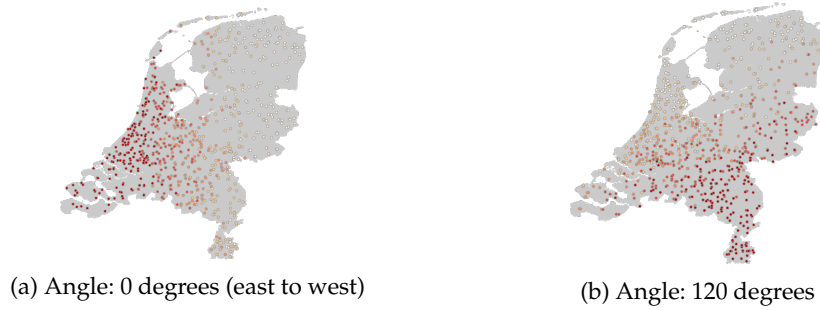 (a) Angle: 0 degrees (east to west)
(b) Angle: 120 degrees